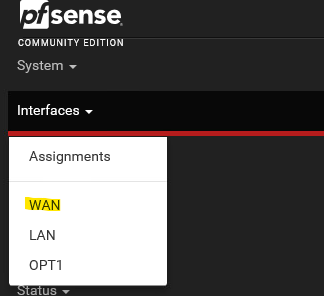 pfsense
COMMUNITY EDITION
System
Interfaces
Assignments
WAN
LAN
OPT1
Status